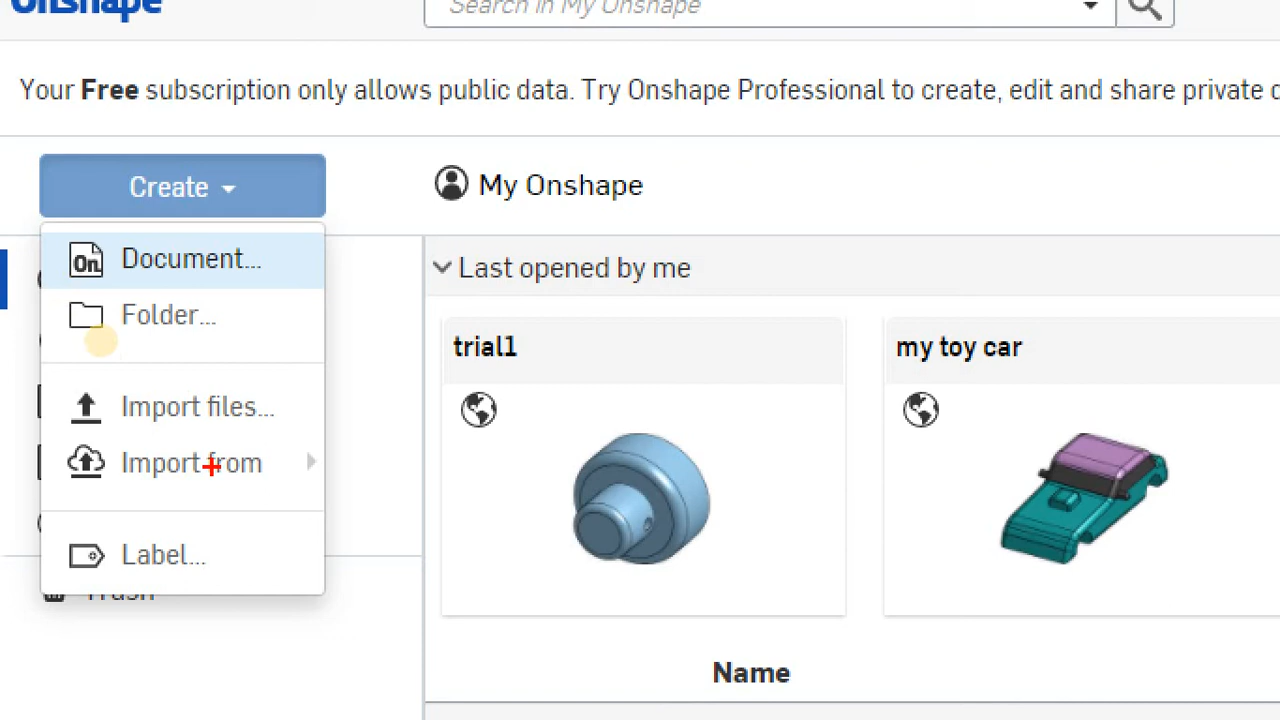 Onshape
Search in My Onshape
Your Free subscription only allows public data. Try Onshape Professional to create, edit and share private
Create
My Onshape
On
Document...
Folder...
Import files...
Import from
Label...
Trash
Last opened by me
trial1
my toy car
Name